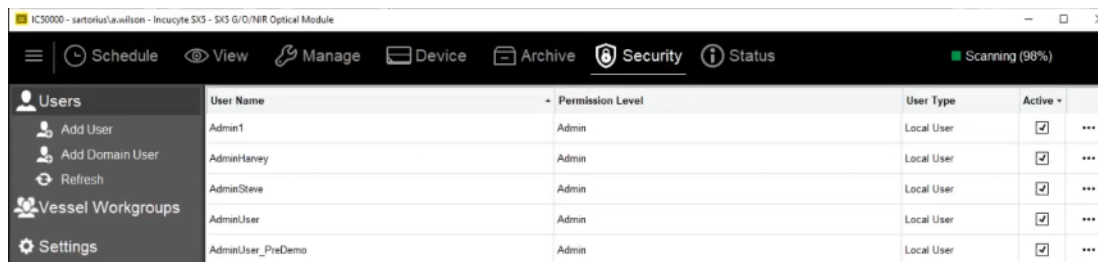 IC50000 - sartorius\a.wilson - Incucyte SX5 - SX5 G/O/NIR Optical Module
Schedule View Manage Device Archive Security Status Scanning (98%)
Users
Add User
Add Domain User
Refresh
Vessel Workgroups
Settings
User Name Permission Level User Type Active
Admin1 Admin Local User
AdminHarvey Admin Local User
AdminSteve Admin Local User
AdminUser Admin Local User
AdminUser_PreDemo Admin Local User